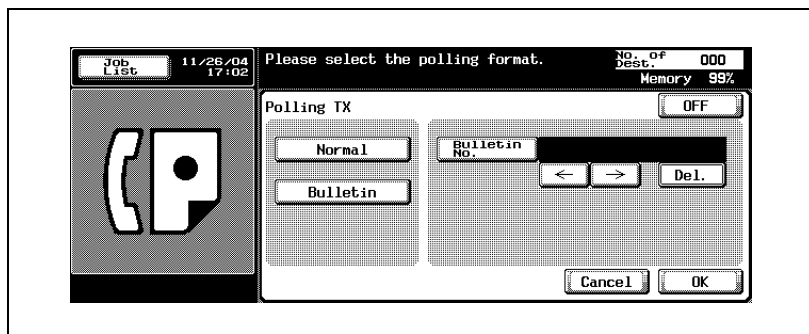 Job List
11/26/04
17:02
Please select the polling format.
No. of Dest. 000
Memory 99%
Polling TX
OFF
Normal
Bulletin No.
← → Del.
Bulletin
Cancel OK